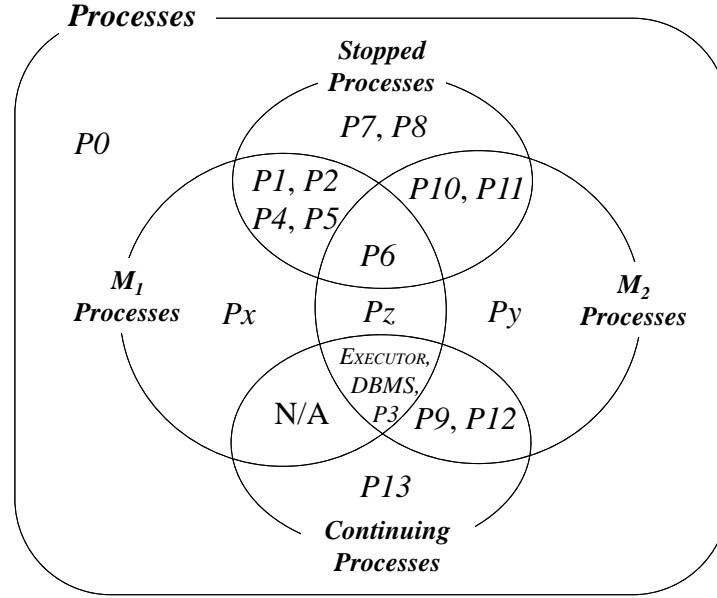 Processes
Stopped
Processes
P7, P8
P0
P1, P2
P10, P11
P4, P5
P6
M1
Processes
Px
Pz
Py
M2
Processes
EXECUTOR,
DBMS,
P3
N/A
P9, P12
P13
Continuing
Processes